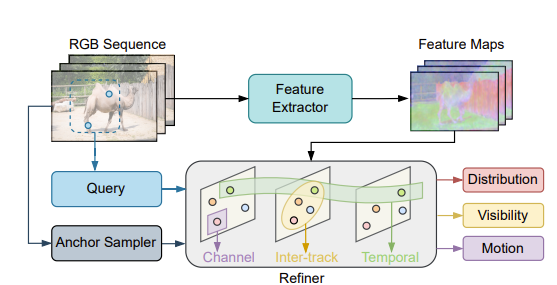 RGB Sequence
Feature Maps
Feature
Extractor
Query
Distribution
Visibility
Anchor Sampler
Motion
Channel
Inter-track
Temporal
Refiner